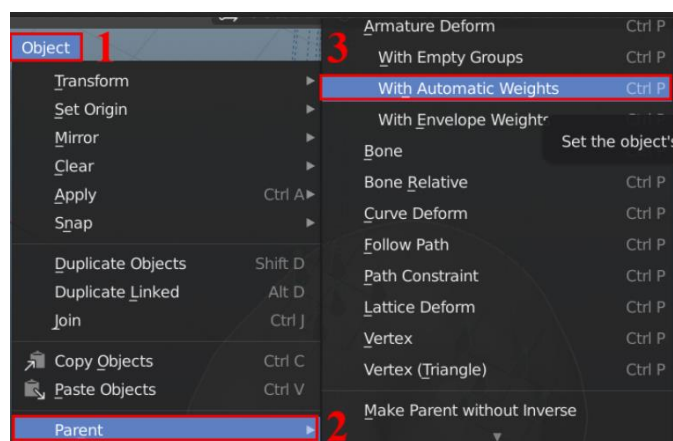 Object
1
Transform
Set Origin
Mirror
Clear
Apply Ctrl A
Snap
Duplicate Objects Shift D
Duplicate Linked Alt D
Join Ctrl J
Copy Objects Ctrl C
Paste Objects Ctrl V
Parent
2
3
Armature Deform Ctrl P
With Empty Groups Ctrl P
With Automatic Weights Ctrl P
With Envelope Weights
Set the object's
Bone
Bone Relative Ctrl P
Curve Deform Ctrl P
Follow Path Ctrl P
Path Constraint Ctrl P
Lattice Deform Ctrl P
Vertex Ctrl P
Vertex (Triangle) Ctrl P
Make Parent without Inverse